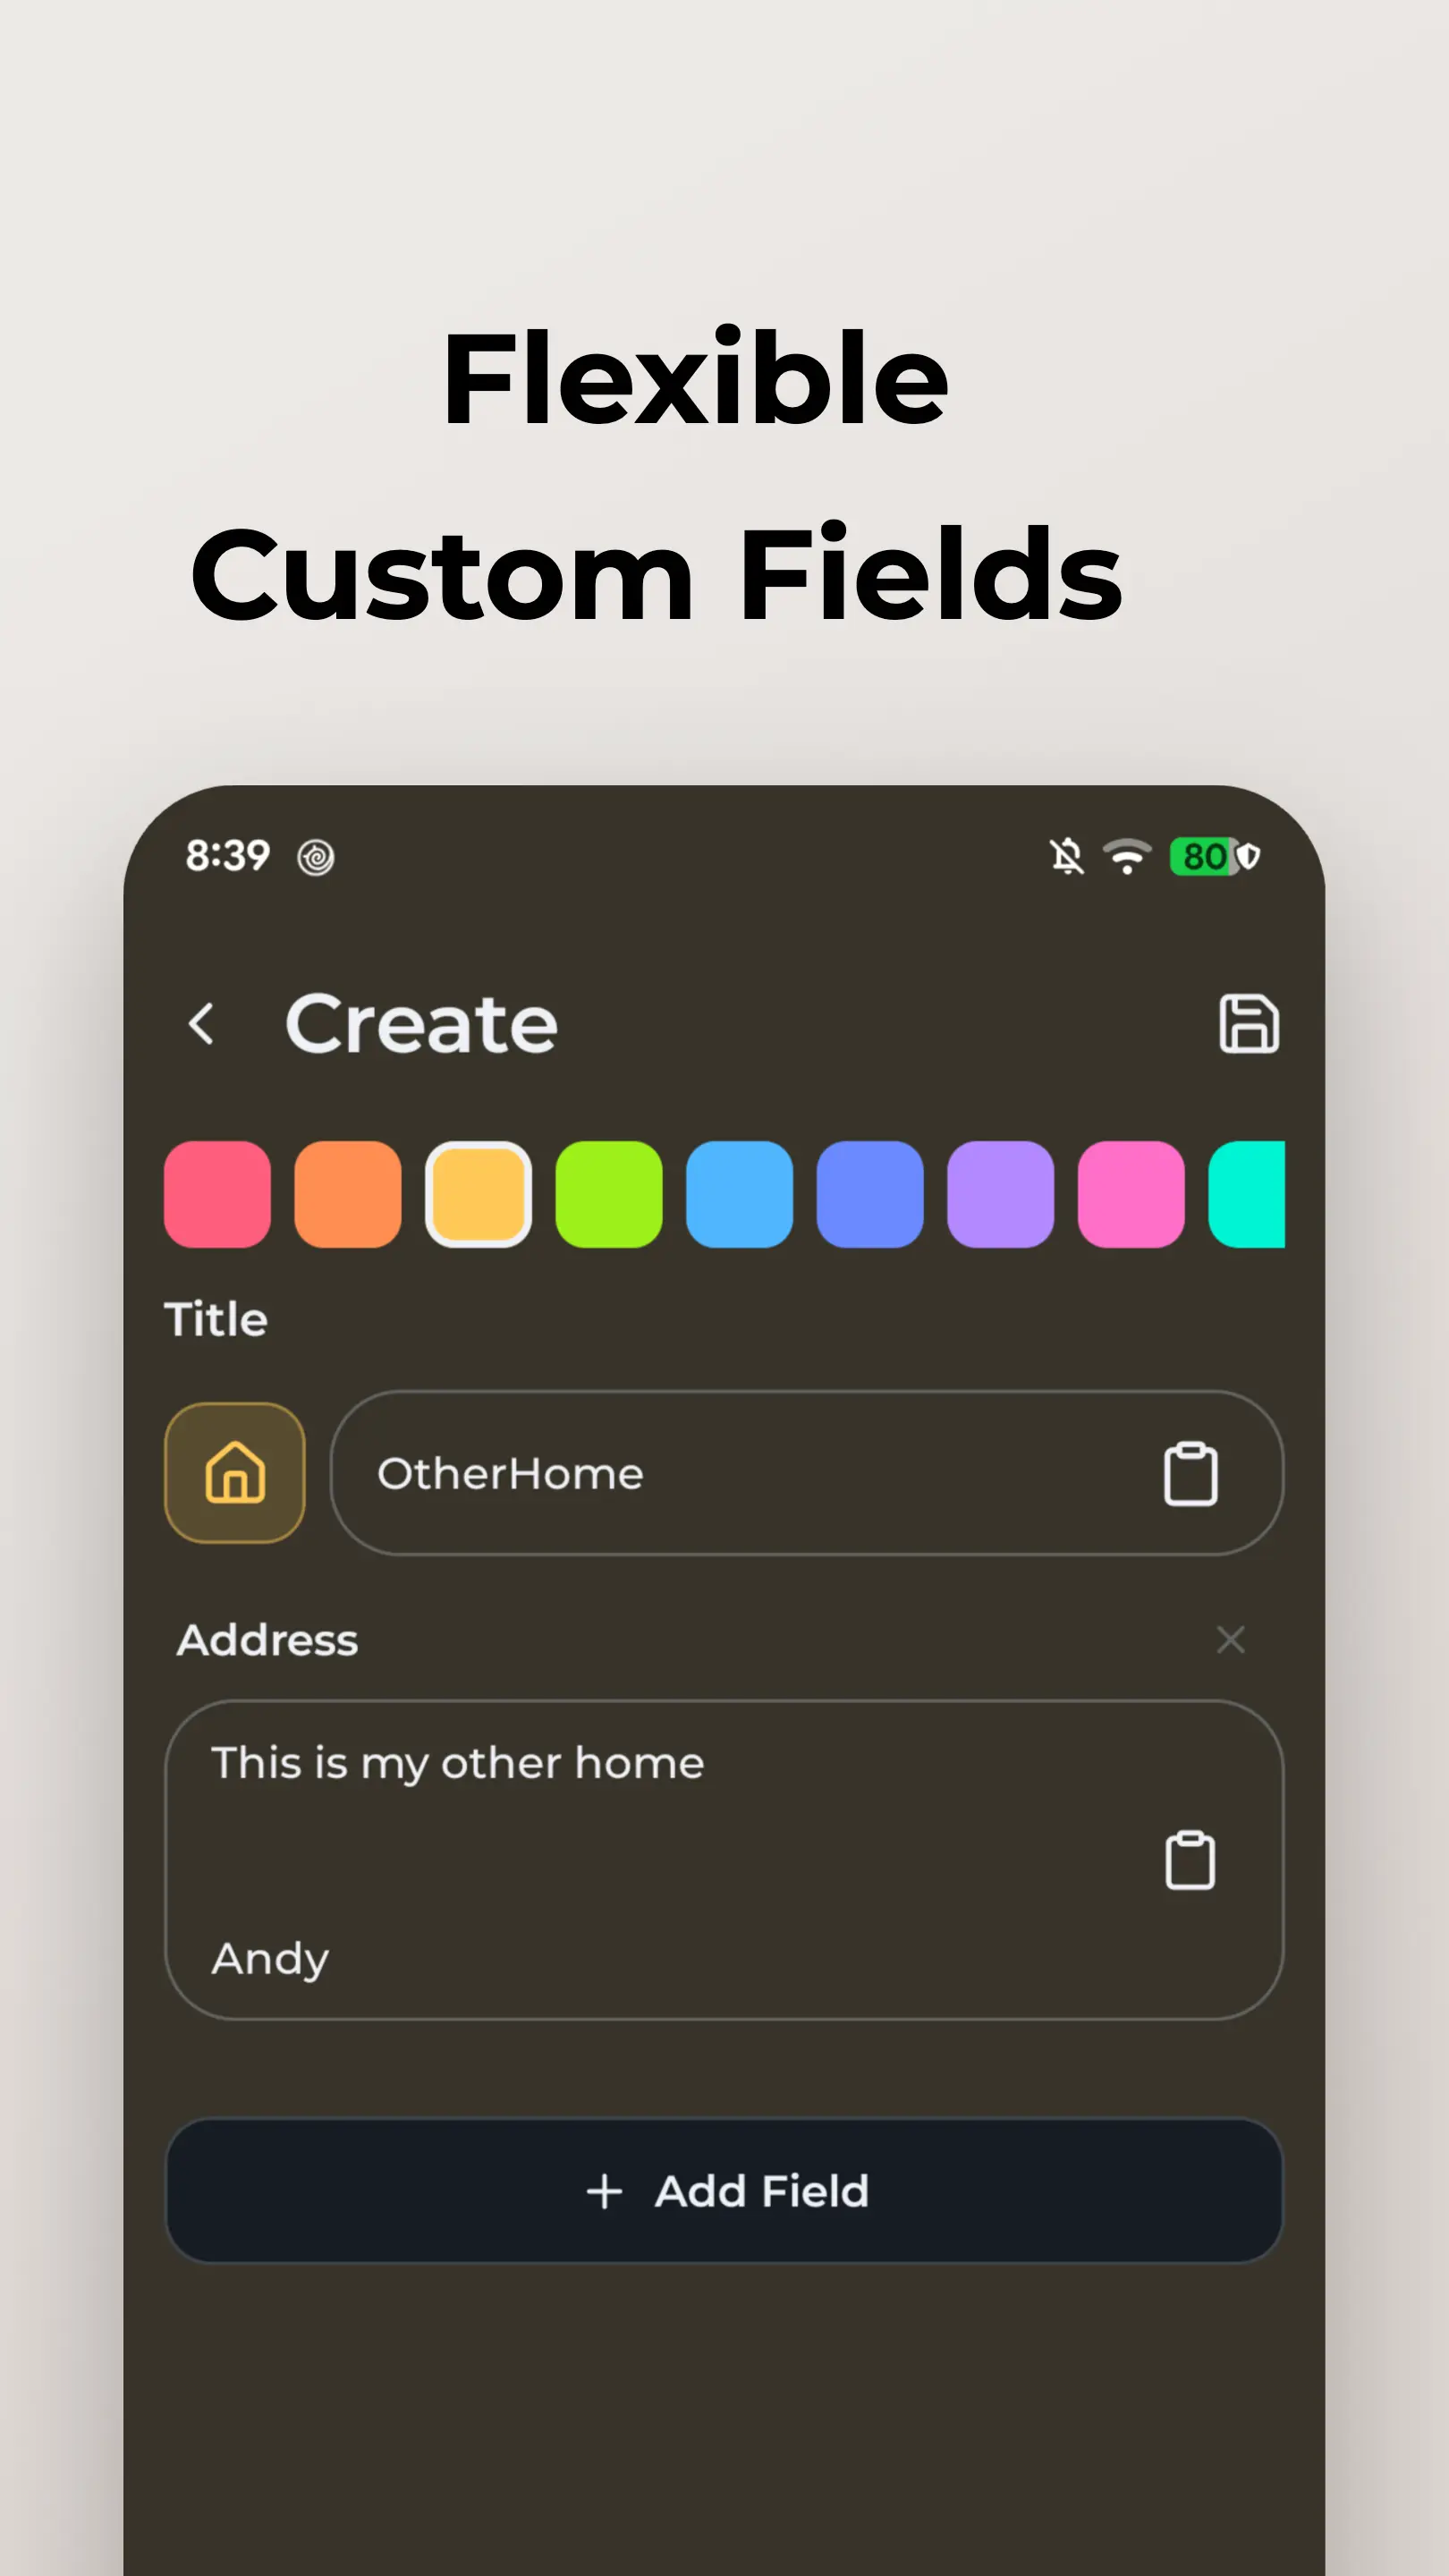 Flexible
Custom Fields
8:39
80
Create
Title
OtherHome
Address
This is my other home
Andy
Add Field